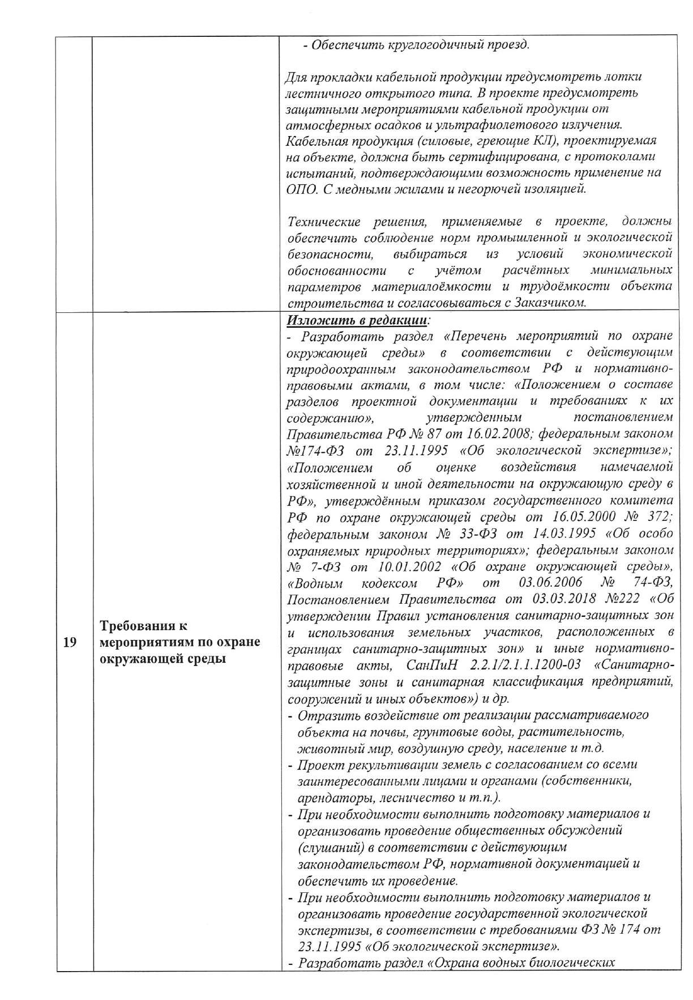 - Обеспечить круглогодичный проезд.
Для прокладки кабельной продукции предусмотреть лотки
лестничного открытого типа. В проекте предусмотреть
защитными мероприятиями кабельной продукции от
атмосферных осадков и ультрафиолетового излучения.
Кабельная продукция (силовые, греющие КЛ), проектируемая
на объекте, должна быть сертифицирована, с протоколами
испытаний, подтверждающими возможность применение на
ОПО. С медными жилами и негорючей изоляцией.
Технические решения, применяемые в проекте, должны
обеспечить соблюдение норм промышленной и экологической
безопасности, выбираться из условий экономической
обоснованности с учётом расчётных минимальных
параметров материалоёмкости и трудоёмкости объекта
строительства и согласовываться с Заказчиком.
19
Требования к
мероприятиям по охране
окружающей среды
Изложить в редакции:
- Разработать раздел «Перечень мероприятий по охране
окружающей среды» в соответствии с действующим
природоохранным законодательством РФ и нормативно-
правовыми актами, в том числе: «Положением о составе
разделов проектной документации и требованиях к их
содержанию», утвержденным постановлением
Правительства РФ № 87 от 16.02.2008; федеральным законом
№174-ФЗ от 23.11.1995 «Об экологической экспертизе»;
«Положением об оценке воздействия намечаемой
хозяйственной и иной деятельности на окружающую среду в
РФ», утверждённым приказом государственного комитета
РФ по охране окружающей среды от 16.05.2000 № 372;
федеральным законом № 33-ФЗ от 14.03.1995 «Об особо
охраняемых природных территориях»; федеральным законом
№ 7-ФЗ от 10.01.2002 «Об охране окружающей среды»,
«Водным кодексом РФ» от 03.06.2006 № 74-ФЗ,
Постановлением Правительства от 03.03.2018 №222 «Об
утверждении Правил установления санитарно-защитных зон
и использования земельных участков, расположенных в
границах санитарно-защитных зон» и иные нормативно-
правовые акты, СанПиН 2.2.1/2.1.1.1200-03 «Санитарно-
защитные зоны и санитарная классификация предприятий,
сооружений и иных объектов») и др.
- Отразить воздействие от реализации рассматриваемого
объекта на почвы, грунтовые воды, растительность,
животный мир, воздушную среду, население и т.д.
- Проект рекультивации земель с согласованием со всеми
заинтересованными лицами и органами (собственники,
арендаторы, лесничество и т.п.).
- При необходимости выполнить подготовку материалов и
организовать проведение общественных обсуждений
(слушаний) в соответствии с действующим
законодательством РФ, нормативной документацией и
обеспечить их проведение.
- При необходимости выполнить подготовку материалов и
организовать проведение государственной экологической
экспертизы, в соответствии с требованиями ФЗ № 174 от
23.11.1995 «Об экологической экспертизе».
- Разработать раздел «Охрана водных биологических